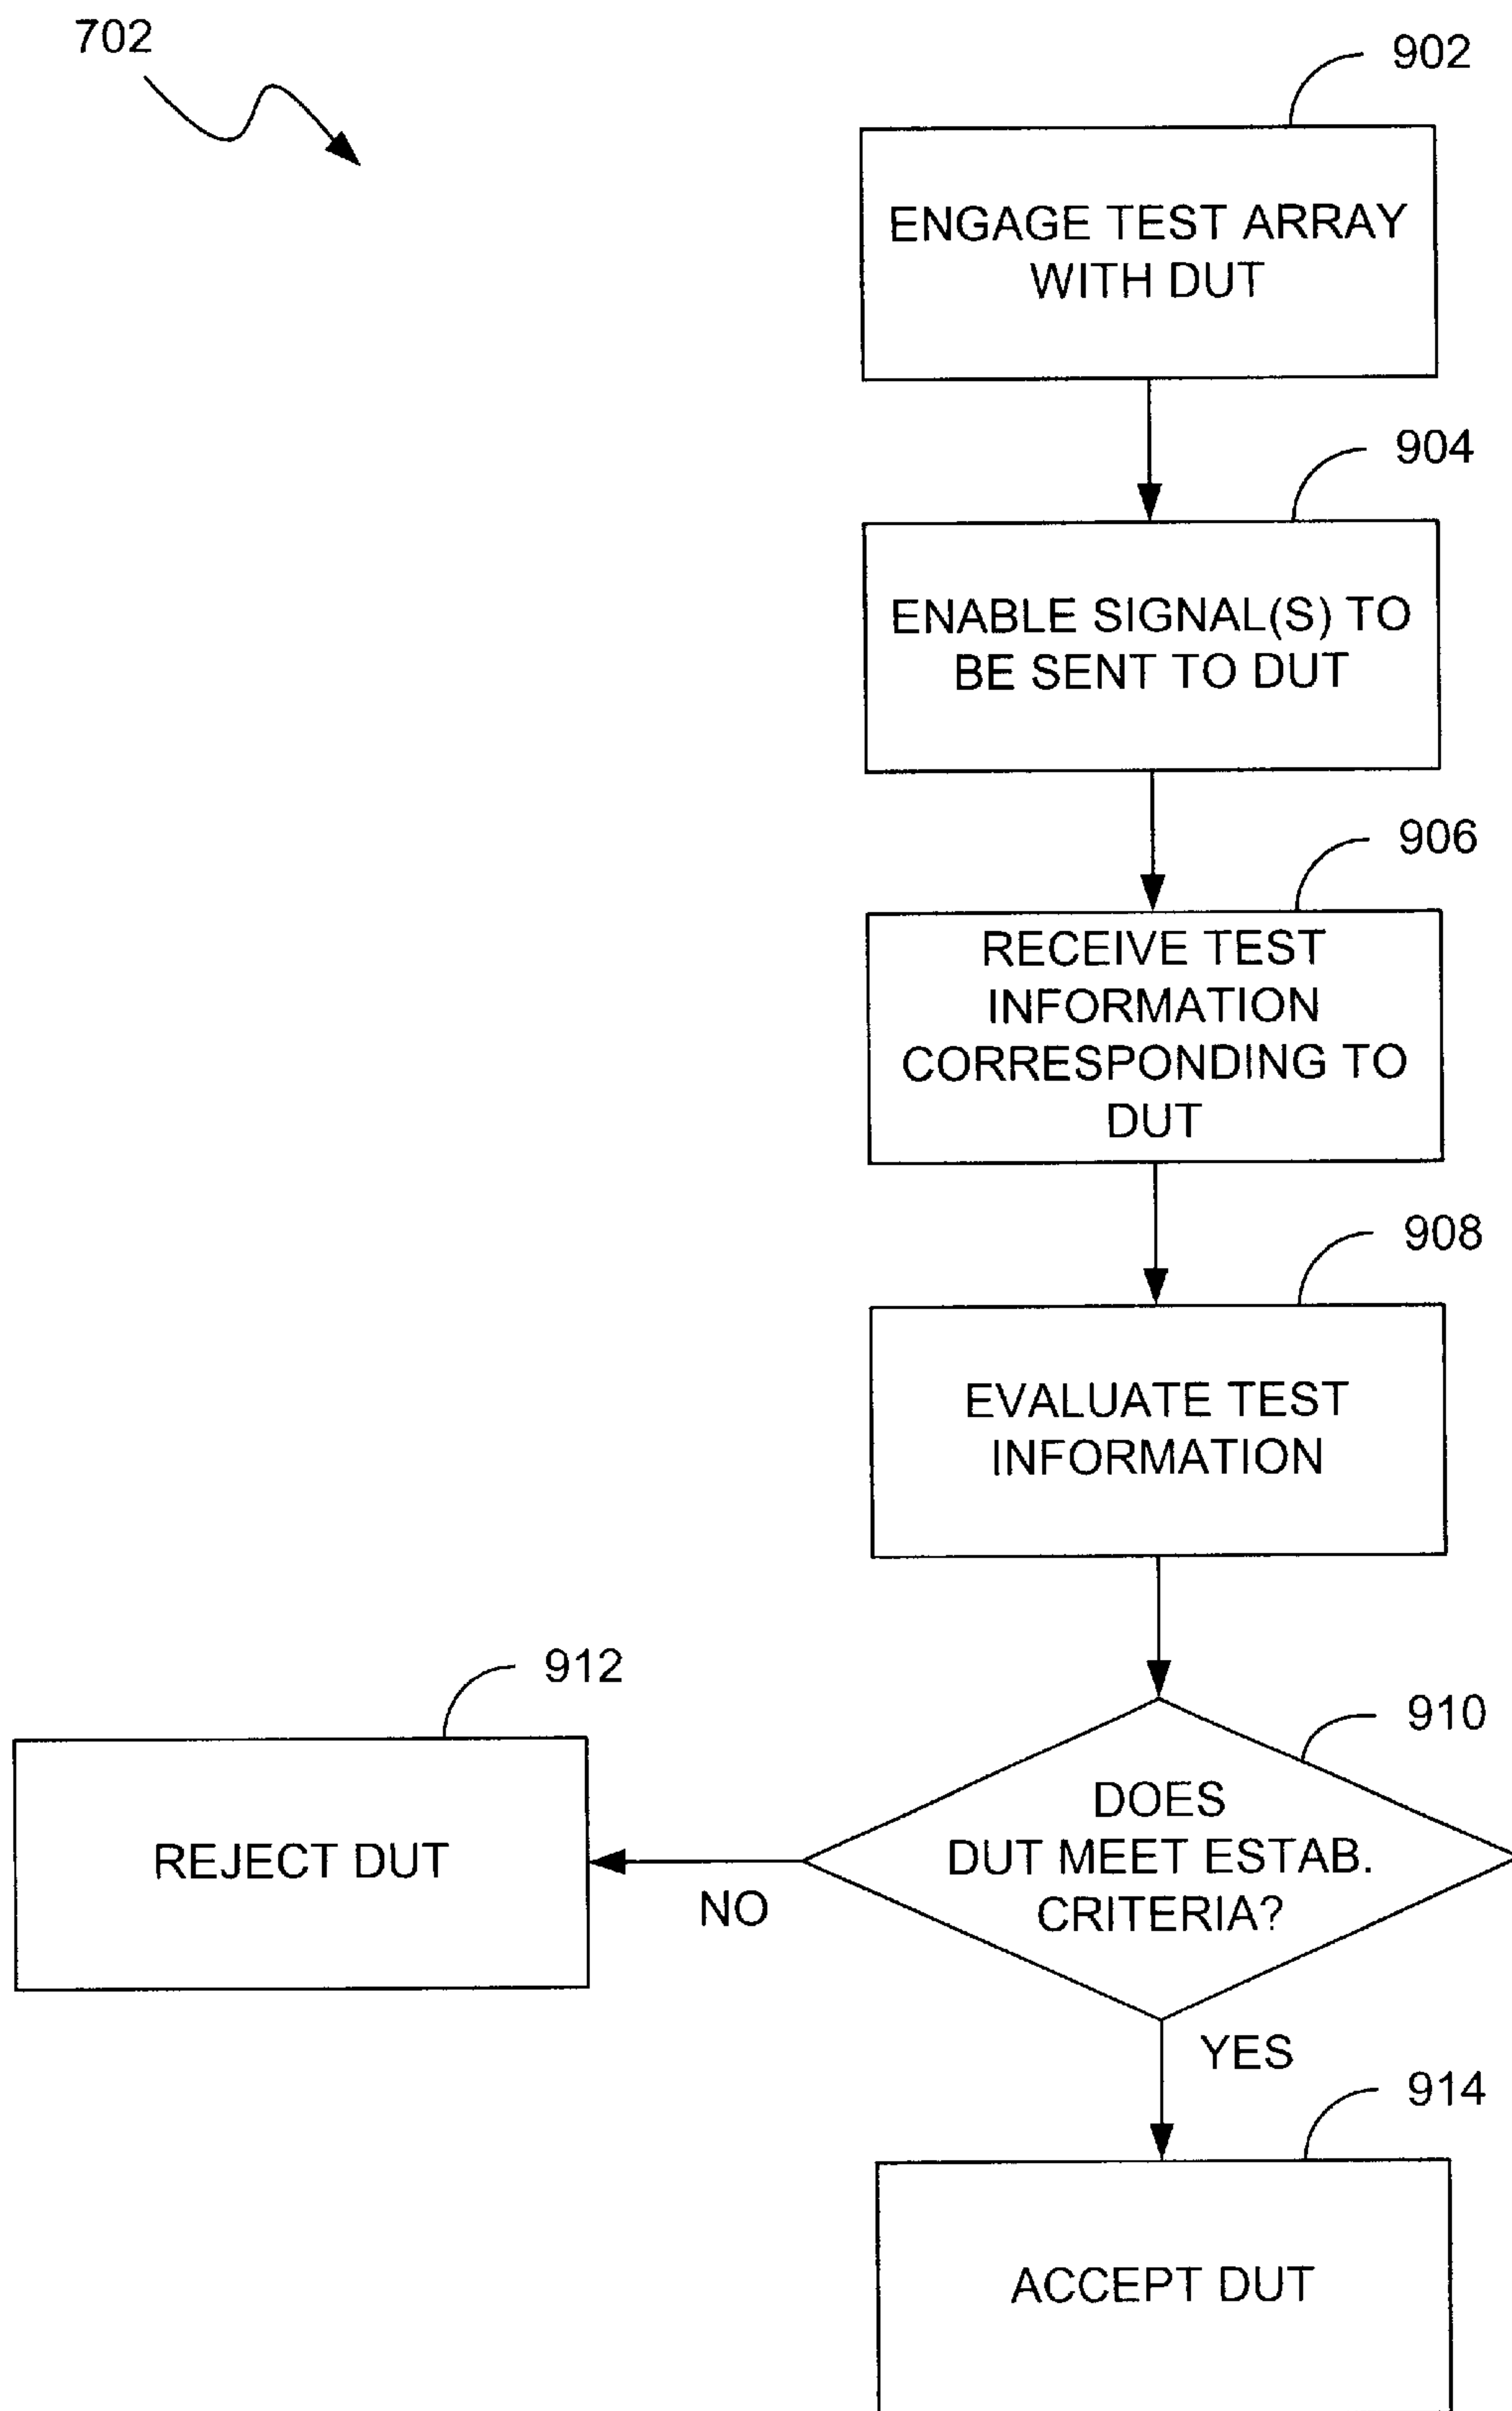 702
902
ENGAGE TEST ARRAY
WITH DUT
904
ENABLE SIGNAL(S) TO
BE SENT TO DUT
906
RECEIVE TEST
INFORMATION
CORRESPONDING TO
DUT
908
EVALUATE TEST
INFORMATION
912
REJECT DUT
910
DOES
DUT MEET ESTAB.
CRITERIA?
NO
YES
914
ACCEPT DUT